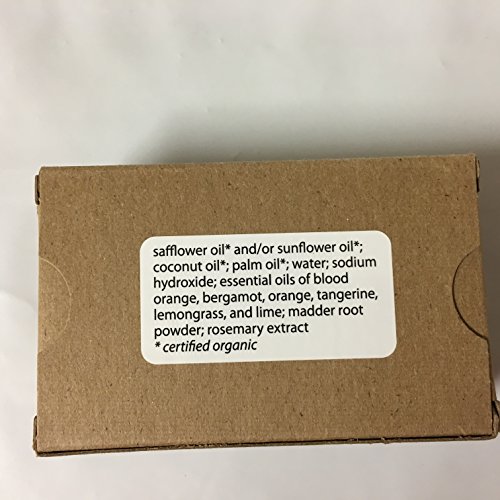 safflower oil* and/or sunflower oil*;
coconut oil*; palm oil*; water; sodium
hydroxide; essential oils of blood
orange, bergamot, orange, tangerine,
lemongrass, and lime; madder root
powder; rosemary extract
* certified organic